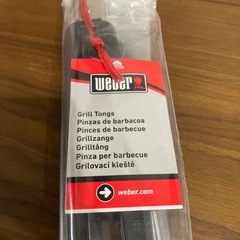 weber
Grill Tongs
Pinzas de barbacoa
Pinces de barbecue
Grillzange
Grilltång
Pinza per barbecue
Grilovací kleště
weber.com